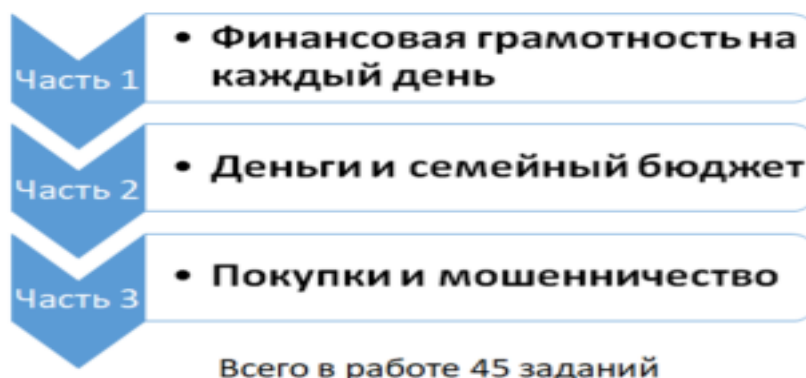 Часть 1
• Финансовая грамотность на
каждый день
Часть 2
• Деньги и семейный бюджет
Часть 3
• Покупки и мошенничество
Всего в работе 45 заданий